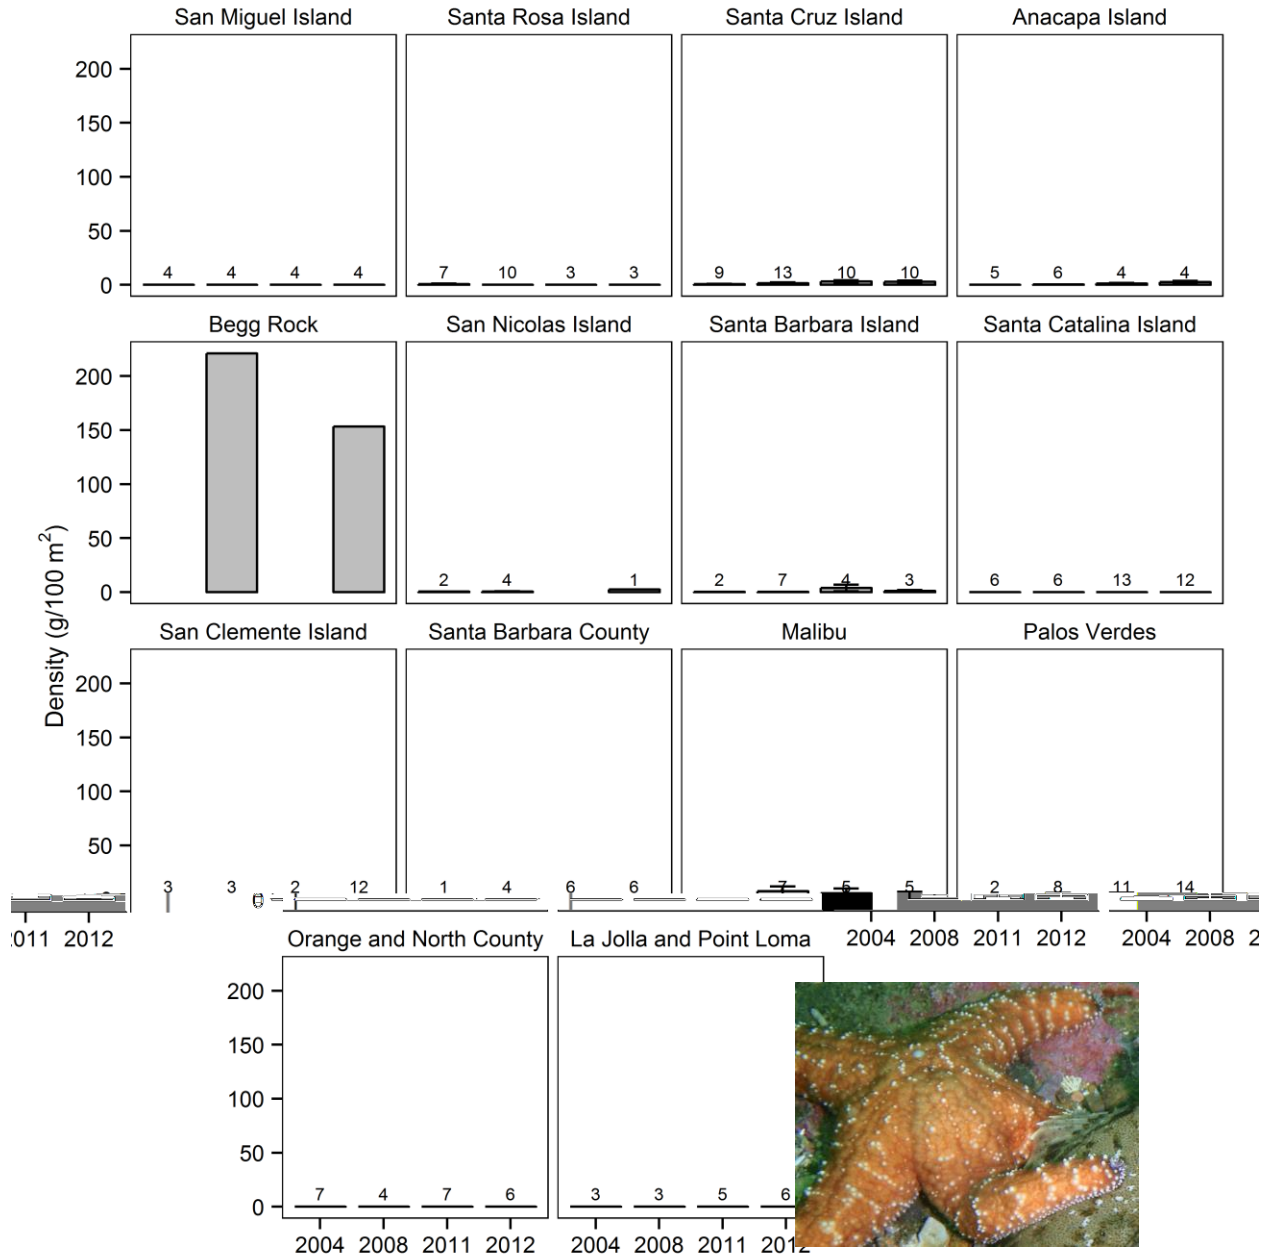 San Miguel Island Santa Rosa Island Santa Cruz Island Anacapa Island
200
150
100
50
0
4 4 4 4 7 10 3 3 9 13 10 10 5 6 4 4
Begg Rock San Nicolas Island Santa Barbara Island Santa Catalina Island
200
150
100
50
0
2 4 1 2 7 4 3 6 6 13 12
Density (g/100 m²)
San Clemente Island Santa Barbara County Malibu Palos Verdes
200
150
100
50
3 3 2 12 1 4 6 6 7 5 5 2 8 11 14
2011 2012 2004 2008 2011 2012 2004 2008 2
Orange and North County La Jolla and Point Loma
200
150
100
50
0
7 4 7 6 3 3 5 6
2004 2008 2011 2012 2004 2008 2011 2012